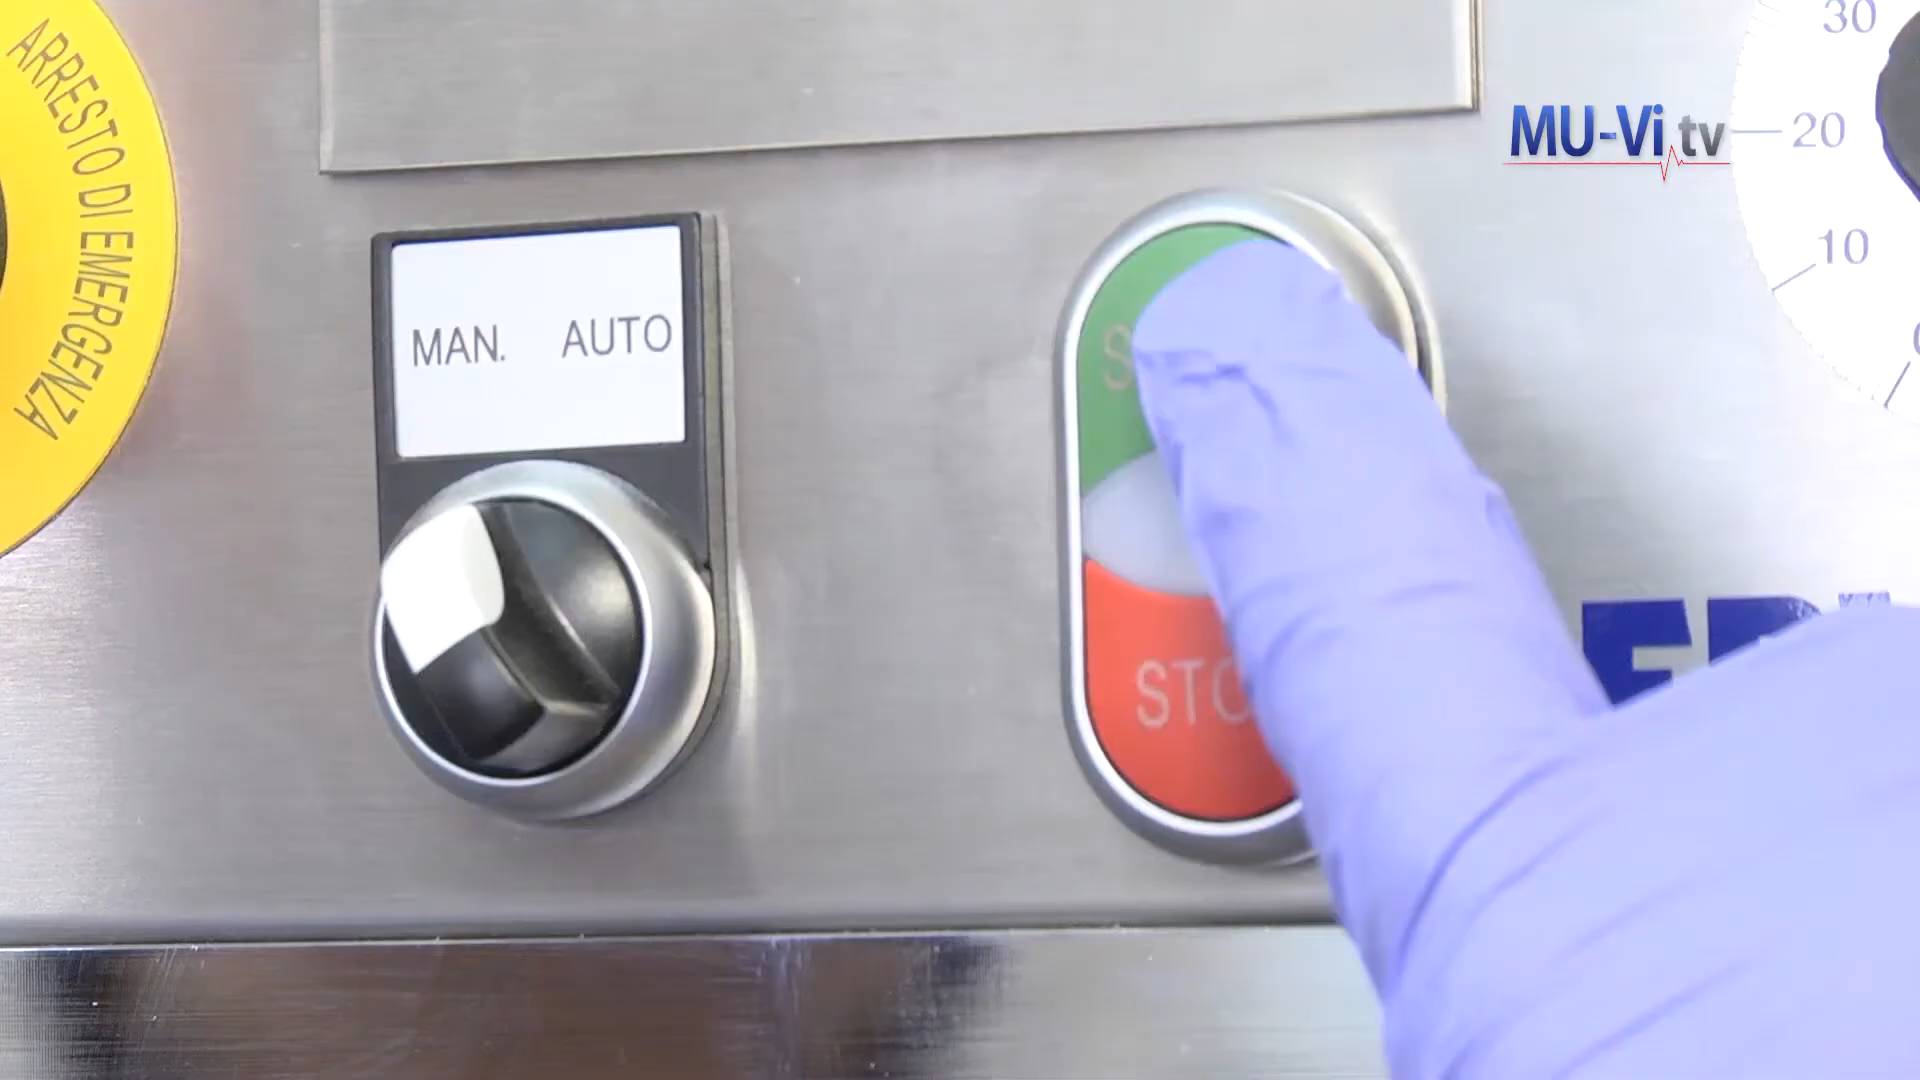 ARRESTO DI EMERGENZA
MAN. AUTO
MU-Vi.tv
30
20
10